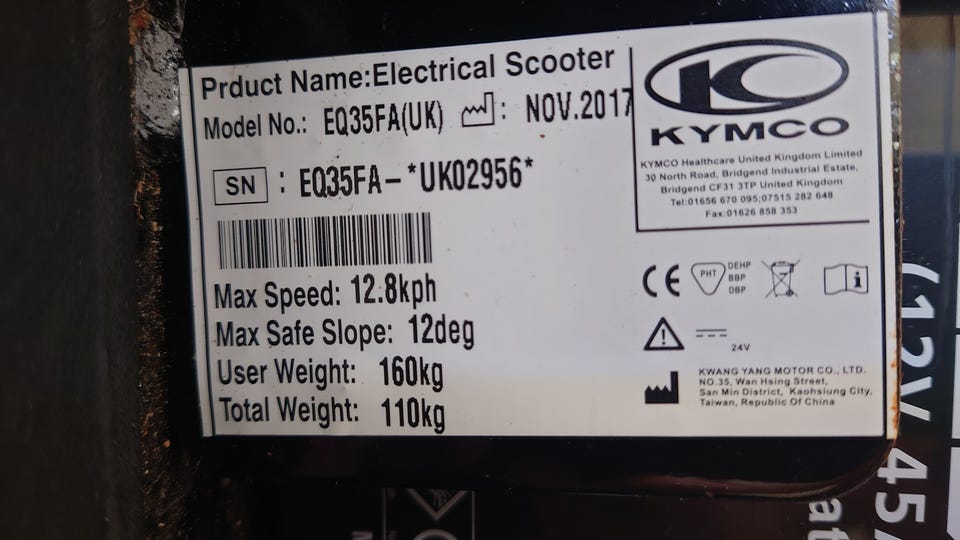 Prduct Name:Electrical Scooter
Model No.: EQ35FA(UK) : NOV.2017
SN : EQ35FA-*UK02956*
Max Speed: 12.8kph
Max Safe Slope: 12deg
User Weight: 160kg
Total Weight: 110kg
KYMCO
KYMCO Healthcare United Kingdom Limited
30 North Road, Bridgend Industrial Estate,
Bridgend CF31 3TP United Kingdom
Tel:01656 670 095;07515 282 648
Fax:01626 858 353
CE
PHT
DEHP
BBP
DBP
i
24V
KWANG YANG MOTOR CO., LTD.
NO.35, Wan Hsing Street,
San Min District, Kaohsiung City,
Taiwan, Republic Of China
(12V 45A